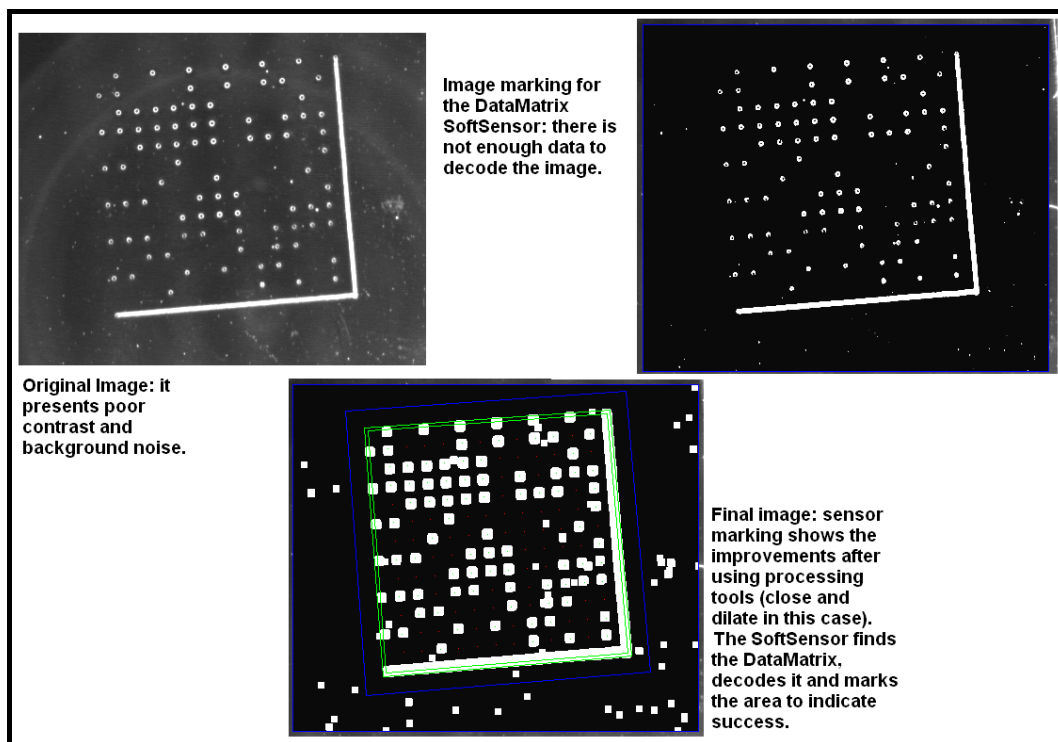 Image marking for
the DataMatrix
SoftSensor: there is
not enough data to
decode the image.
Original Image: it
presents poor
contrast and
background noise.
Final image: sensor
marking shows the
improvements after
using processing
tools (close and
dilate in this case).
The SoftSensor finds
the DataMatrix,
decodes it and marks
the area to indicate
success.